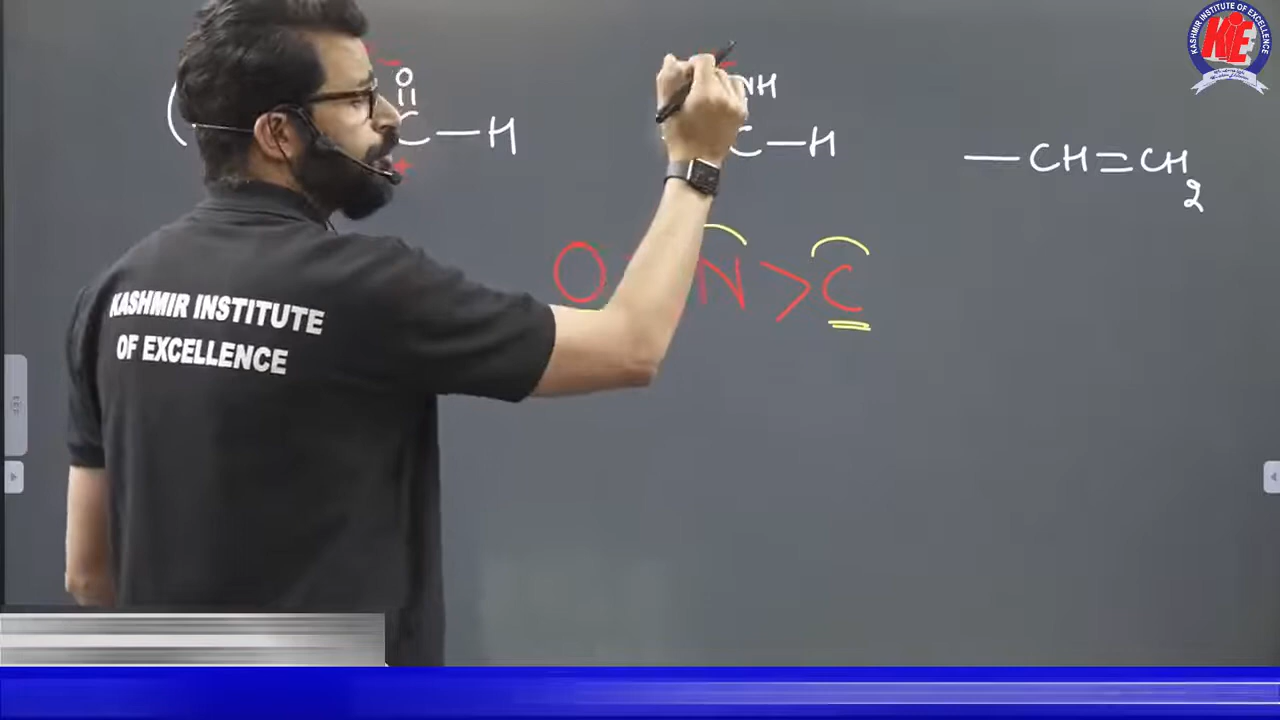 KASHMIR INSTITUTE OF EXCELLENCE
KIE
O
C—H
NH
C—H
—CH=CH2
O N > C
KASHMIR INSTITUTE
OF EXCELLENCE